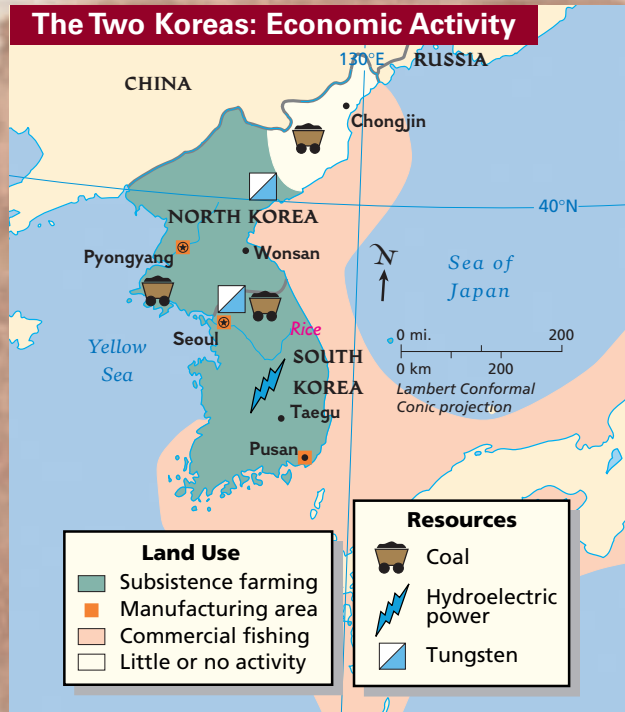 The Two Koreas: Economic Activity
130°E
RUSSIA
CHINA
Chongjin
NORTH KOREA
40°N
Pyongyang
Wonsan
N
Sea of
Japan
Seoul
Rice
Yellow
Sea
SOUTH
KOREA
0 mi.
200
0 km
200
Lambert Conformal
Conic projection
Taegu
Pusan
Land Use
Subsistence farming
Manufacturing area
Commercial fishing
Little or no activity
Resources
Coal
Hydroelectric
power
Tungsten